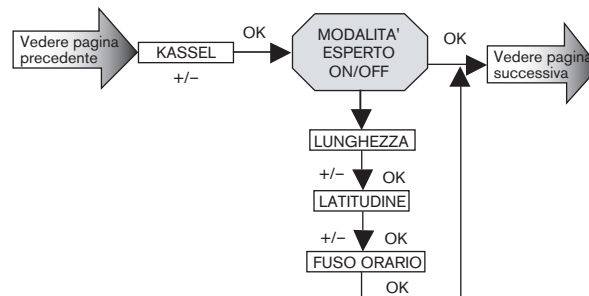 Vedere pagina
precedente
KASSEL
+/–
OK
MODALITA'
ESPERTO
ON/OFF
OK
Vedere pagina
successiva
LUNGHEZZA
+/– OK
LATITUDINE
+/– OK
FUSO ORARIO
OK